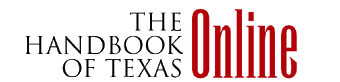 THE
HANDBOOK
OF TEXAS
Online